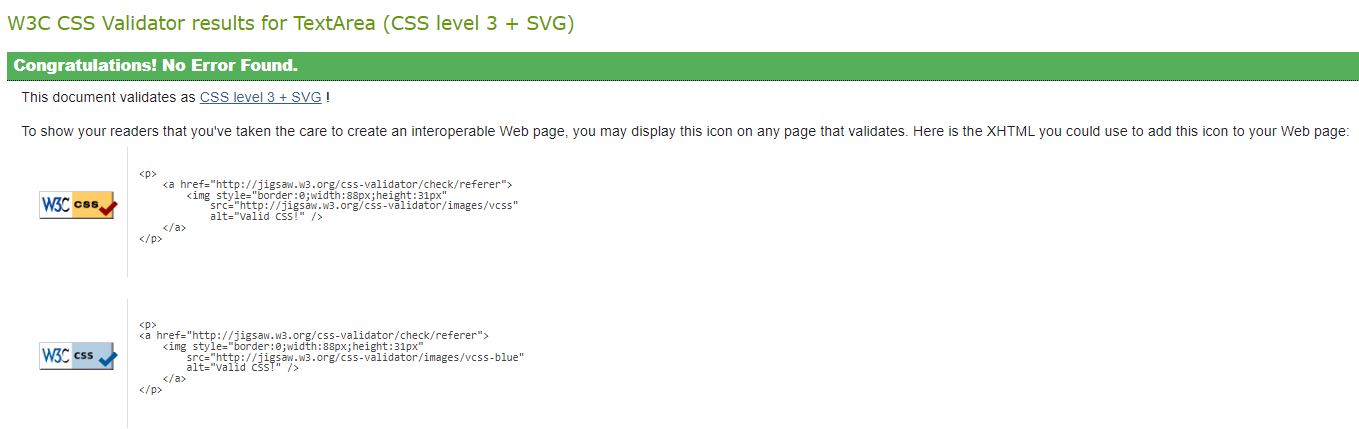 W3C CSS Validator results for TextArea (CSS level 3 + SVG)
Congratulations! No Error Found.
This document validates as CSS level 3 + SVG !
To show your readers that you've taken the care to create an interoperable Web page, you may display this icon on any page that validates. Here is the XHTML you could use to add this icon to your Web page:
W3C css
<p>
<a href="http://jigsaw.w3.org/css-validator/check/referer">
<img style="border:0;width:88px;height:31px"
src="http://jigsaw.w3.org/css-validator/images/vcss"
alt="Valid CSS!" />
</a>
</p>
W3C css
<p>
<a href="http://jigsaw.w3.org/css-validator/check/referer">
<img style="border:0;width:88px;height:31px"
src="http://jigsaw.w3.org/css-validator/images/vcss-blue"
alt="Valid CSS!" />
</a>
</p>